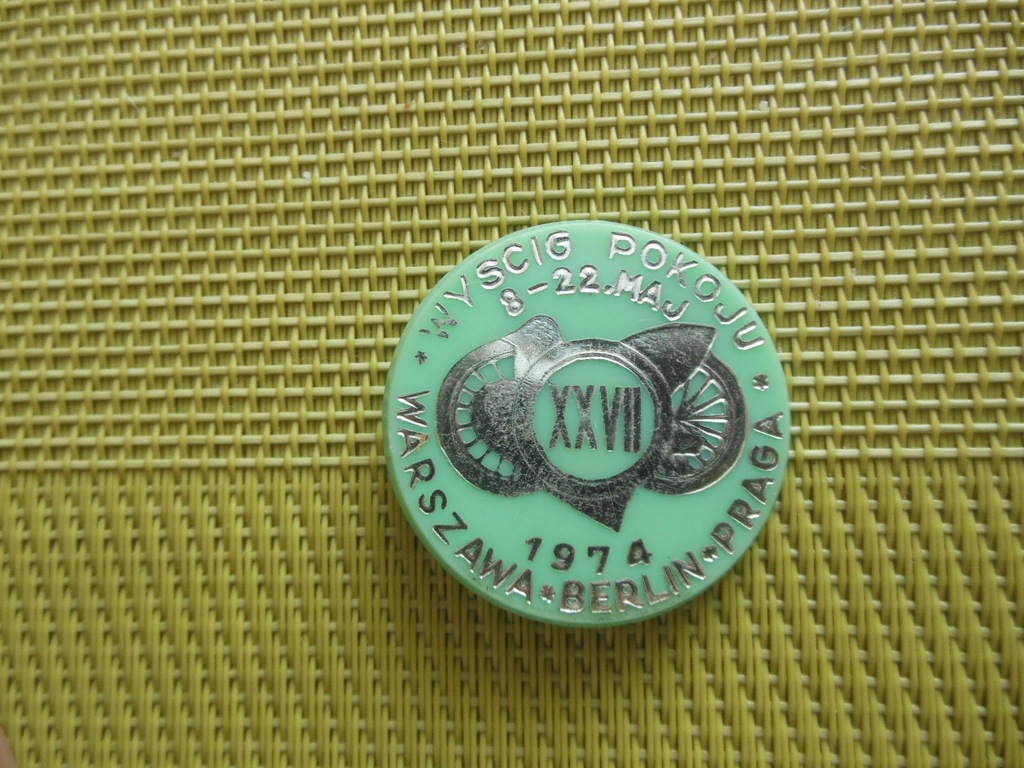 * WYSCIG POKOJU *
8-22.MAJ
XXVII
1974
WARSZAWA*BERLIN*PRAGA